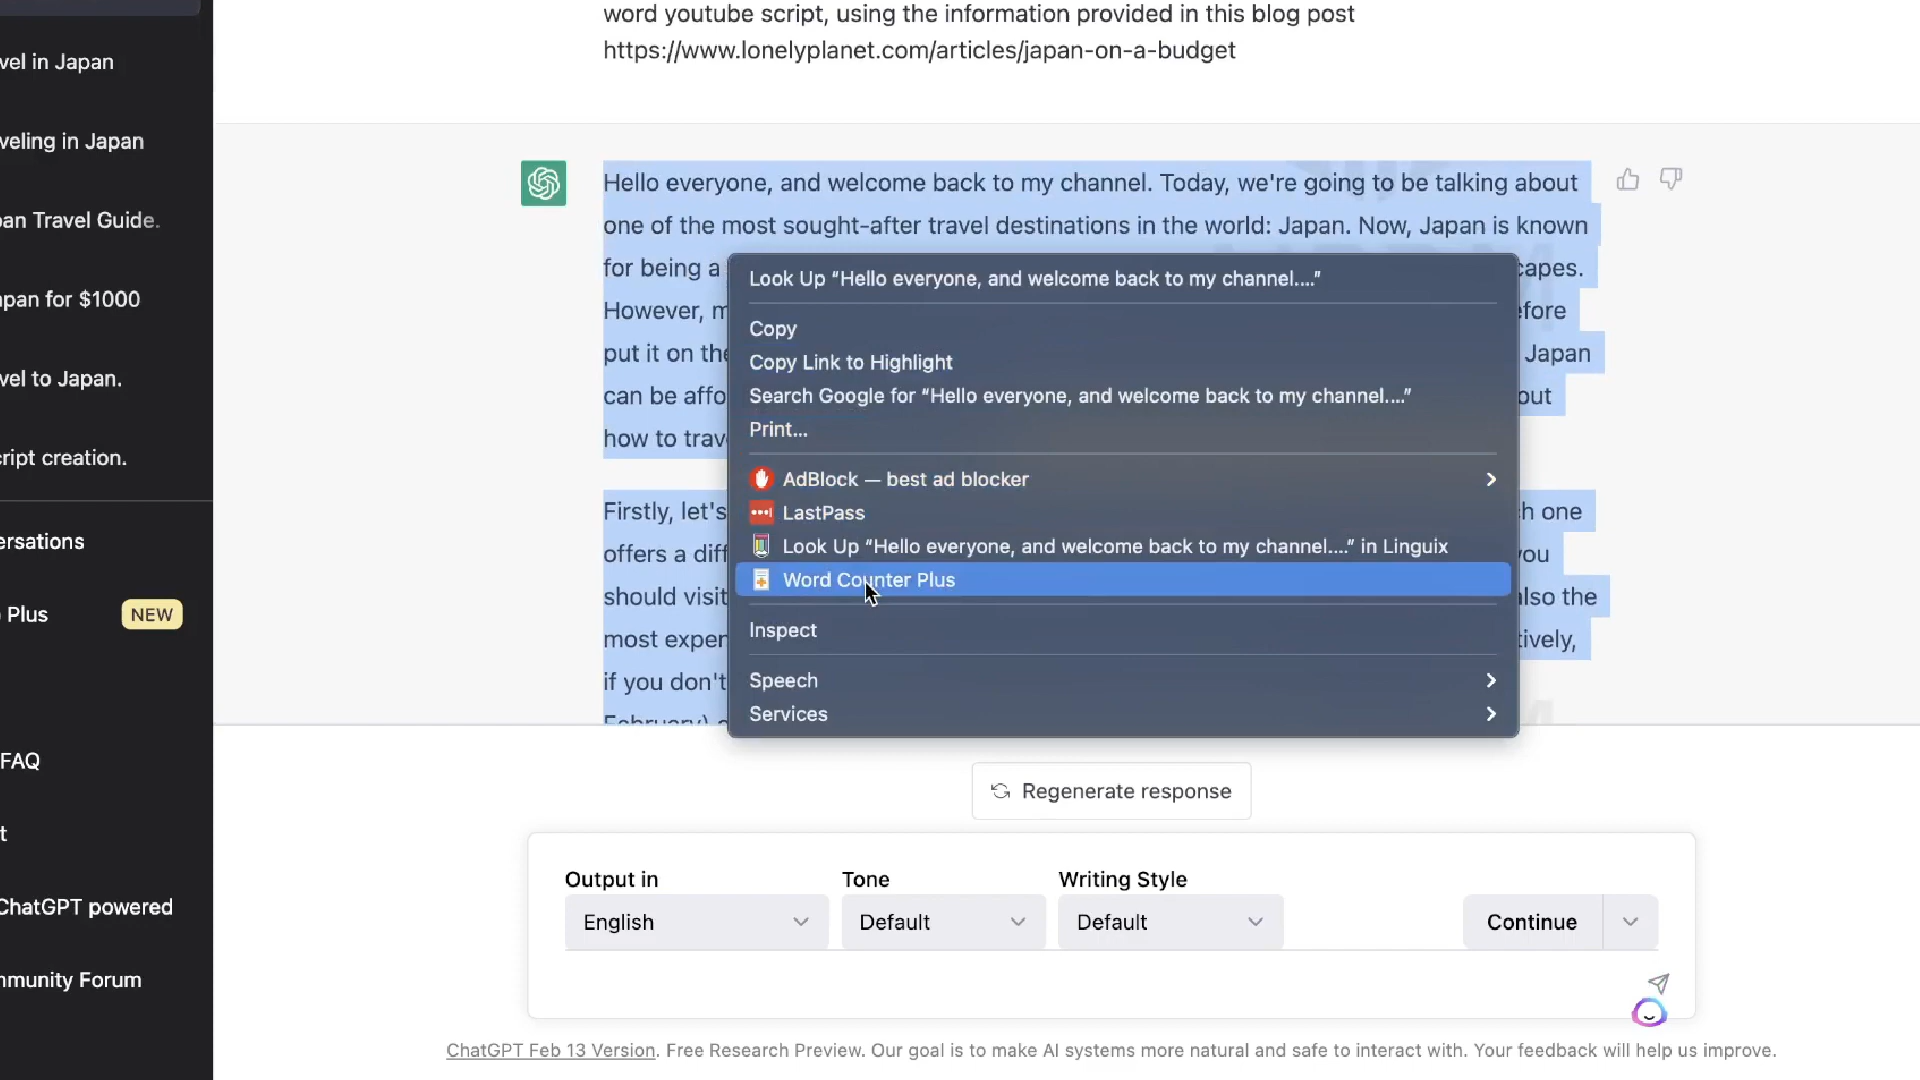 word youtube script, using the information provided in this blog post
https://www.lonelyplanet.com/articles/japan-on-a-budget
vel in Japan
veling in Japan
pan Travel Guide.
apan for $1000
vel to Japan.
cript creation.
ersations
Plus
NEW
FAQ
t
ChatGPT powered
mmunity Forum
Hello everyone, and welcome back to my channel. Today, we're going to be talking about
one of the most sought-after travel destinations in the world: Japan. Now, Japan is known
for being a capes.
However, m efore
put it on the Japan
can be affo out
how to trav
Firstly, let's h one
offers a diff you
should visit also the
most exper tively,
if you don't
February)
Look Up “Hello everyone, and welcome back to my channel....”
Copy
Copy Link to Highlight
Search Google for “Hello everyone, and welcome back to my channel....”
Print...
AdBlock — best ad blocker
LastPass
Look Up “Hello everyone, and welcome back to my channel....” in Linguix
Word Counter Plus
Inspect
Speech
Services
Regenerate response
Output in
Tone
Writing Style
English
Default
Default
Continue
ChatGPT Feb 13 Version. Free Research Preview. Our goal is to make AI systems more natural and safe to interact with. Your feedback will help us improve.